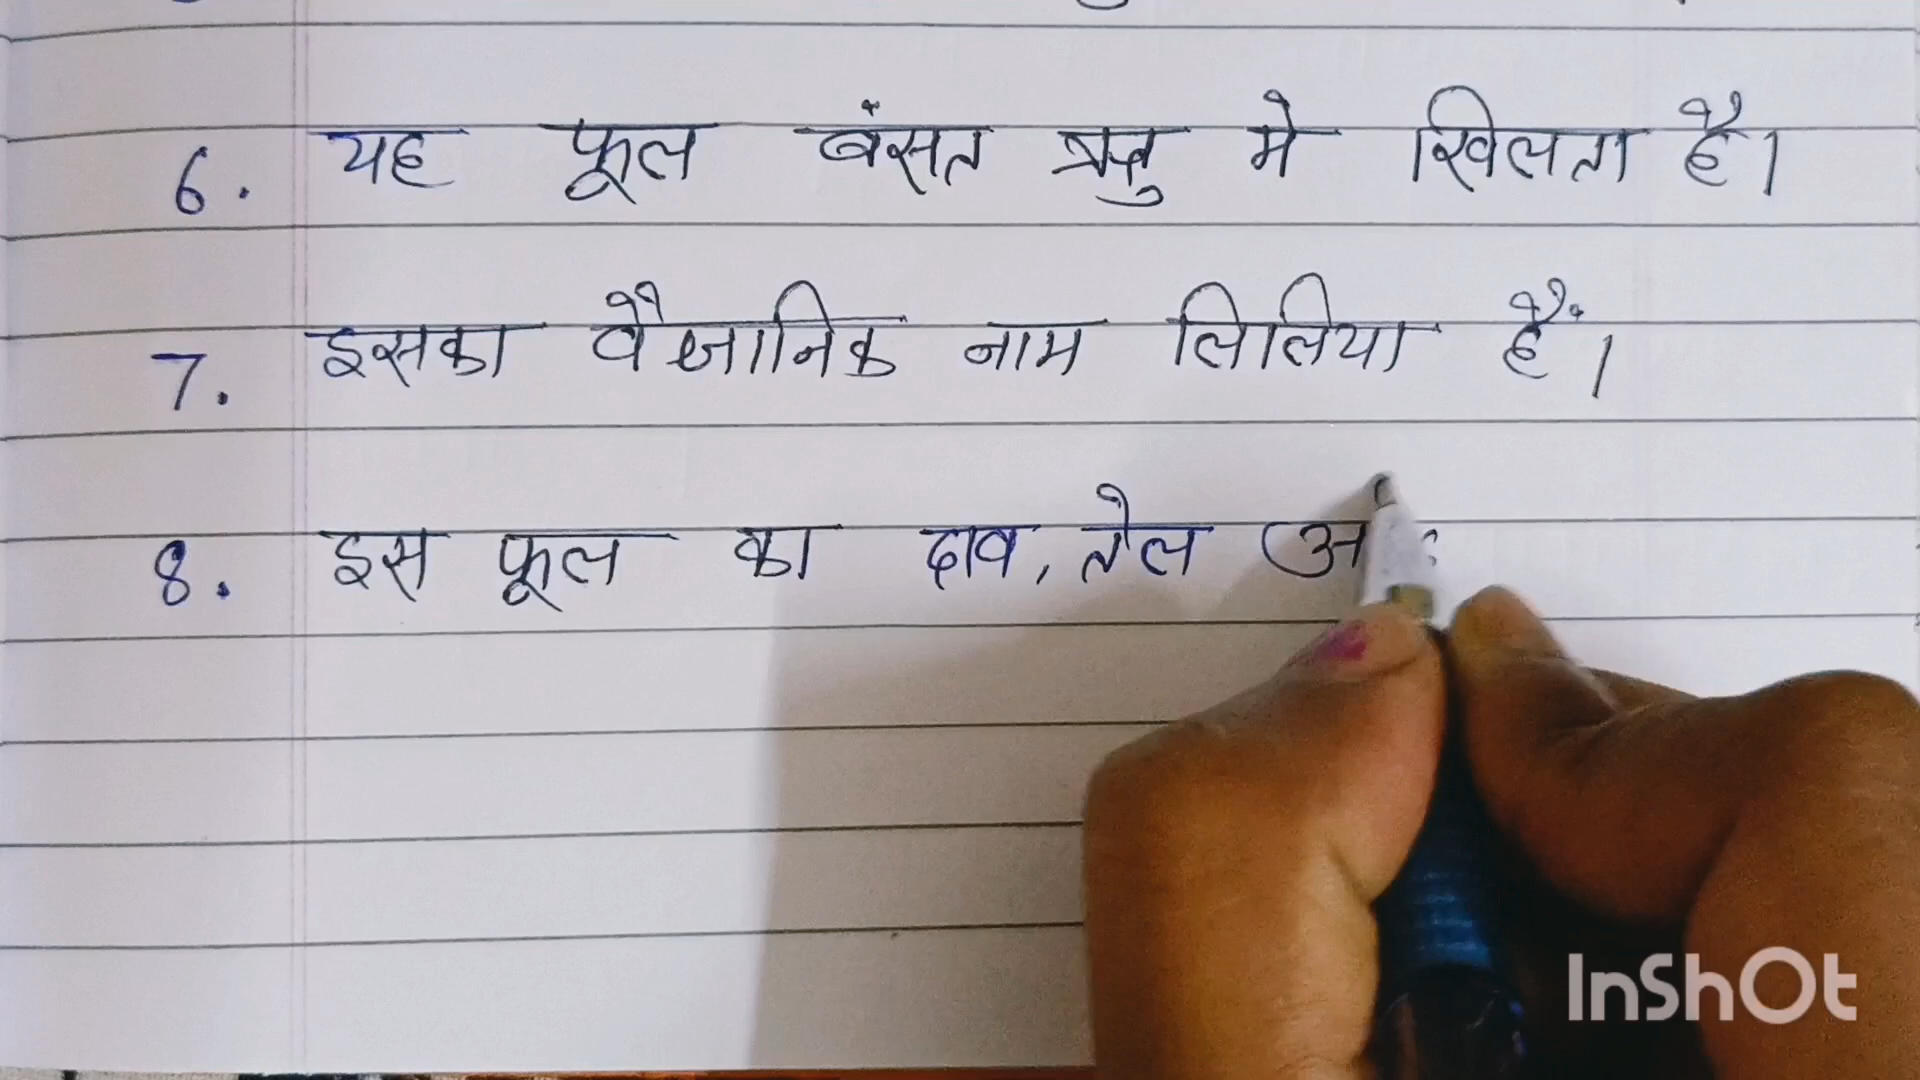 6. यह फूल बंसत ऋतु मे खिलता है।
7. इसका वैज्ञानिक नाम लिलिया हैं।
8. इस फूल का दाव, तेल
InShOt